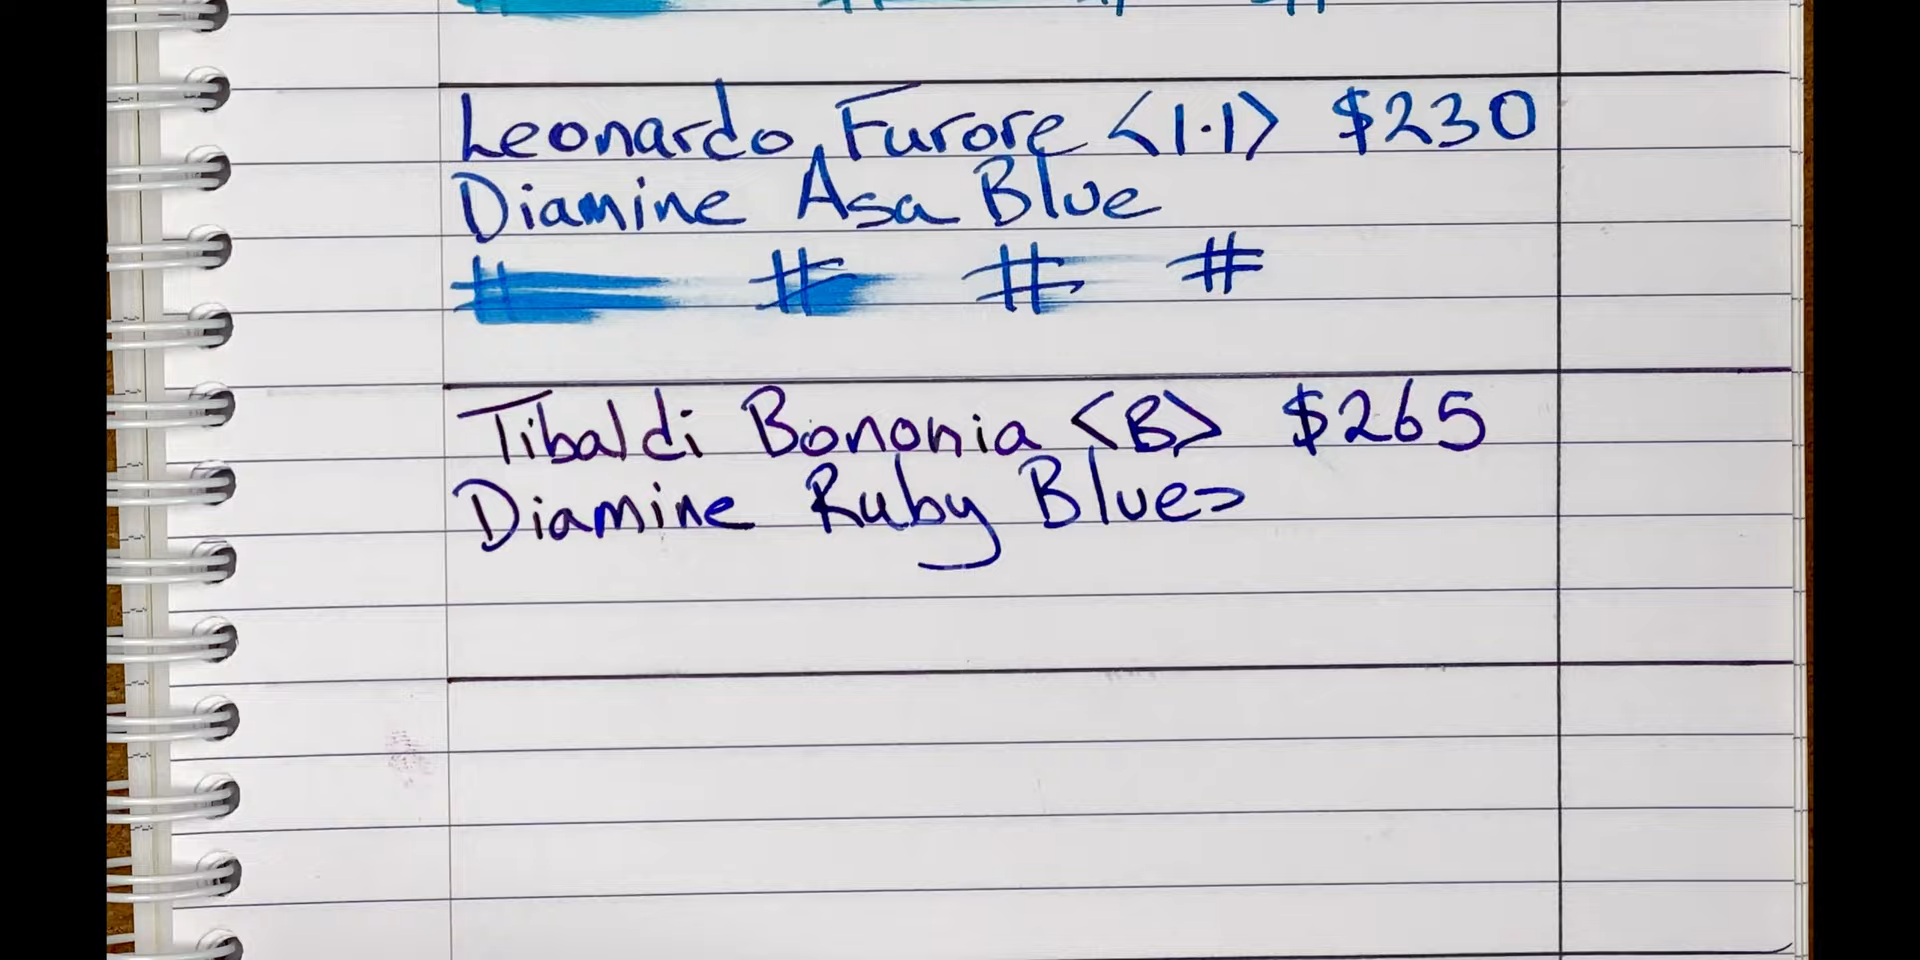 Leonardo Furore <1.1> $230
Diamine Asa Blue
# # # #
Tibaldi Bononia <B> $265
Diamine Ruby Blues